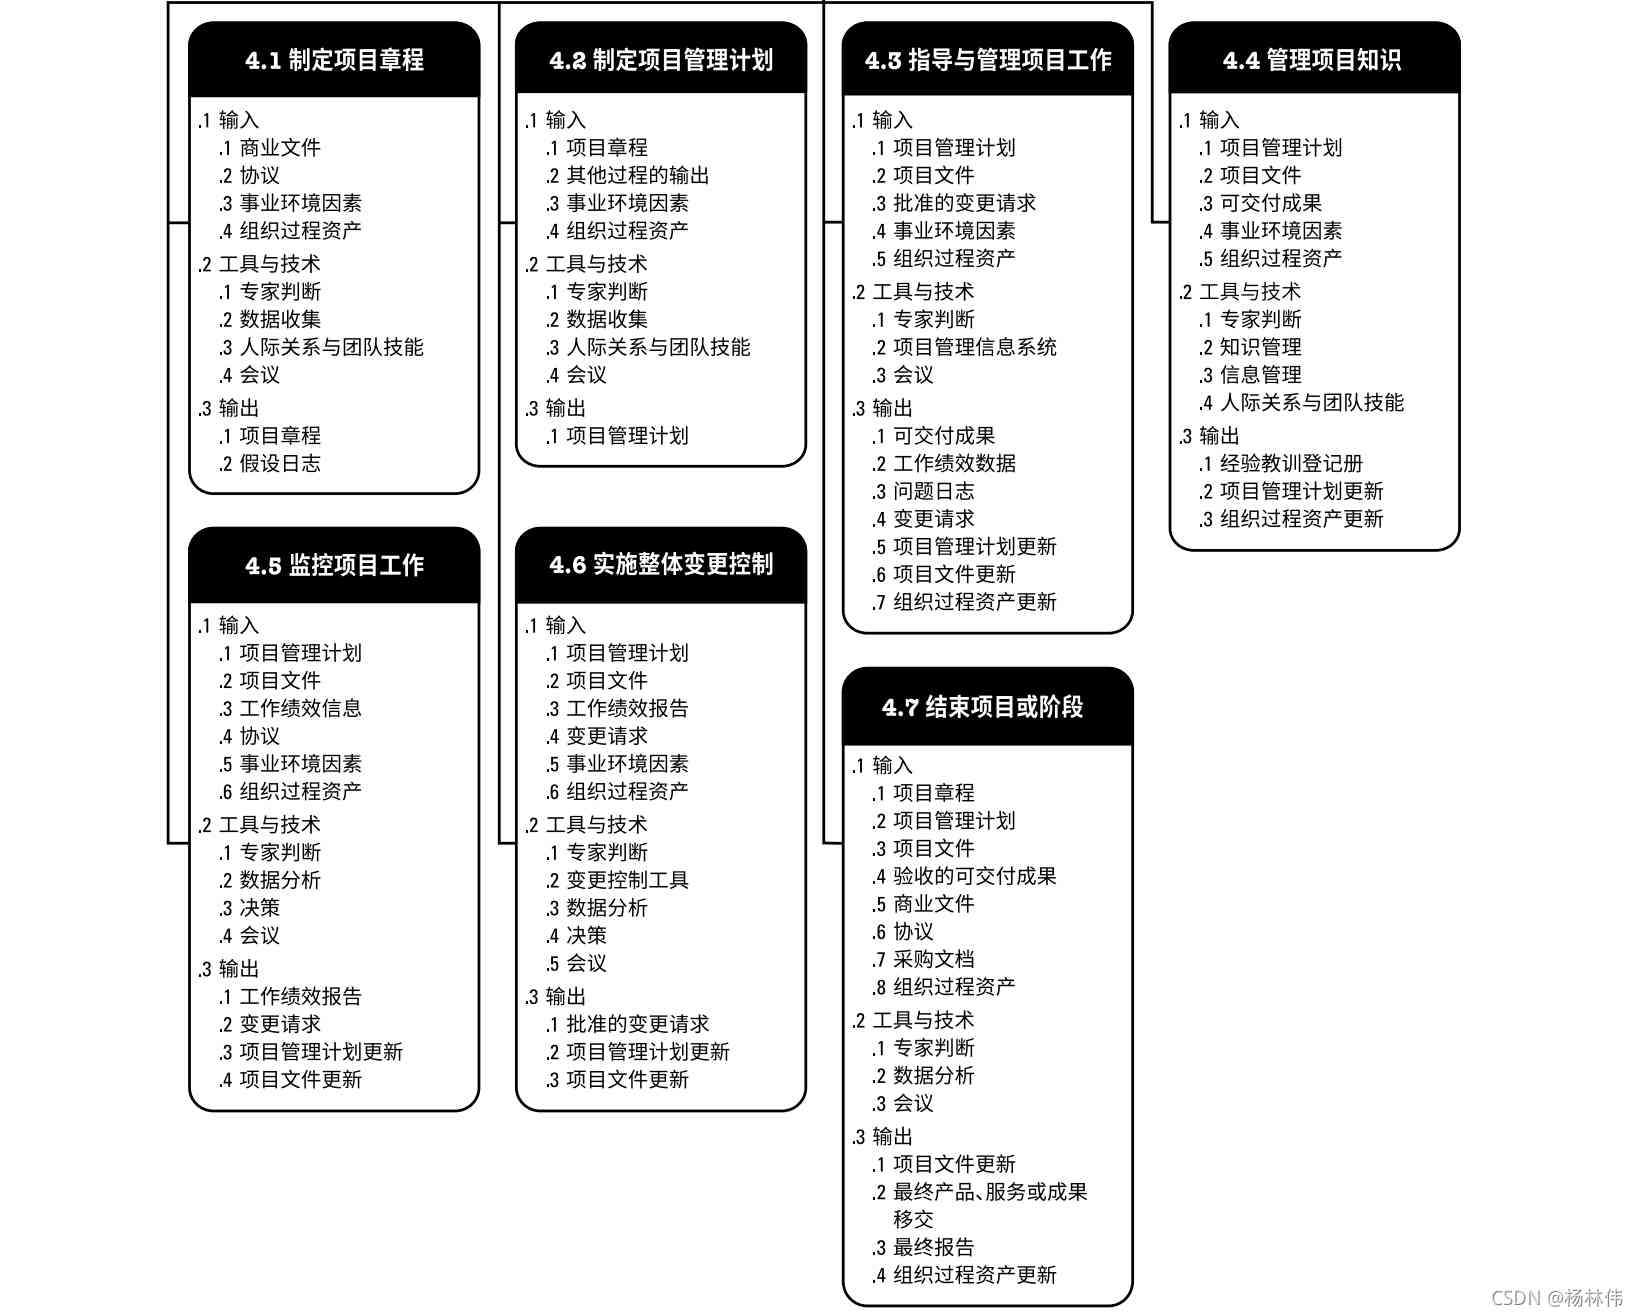 4.1 制定项目章程
.1 输入
.1 商业文件
.2 协议
.3 事业环境因素
.4 组织过程资产
.2 工具与技术
.1 专家判断
.2 数据收集
.3 人际关系与团队技能
.4 会议
.3 输出
.1 项目章程
.2 假设日志
4.2 制定项目管理计划
.1 输入
.1 项目章程
.2 其他过程的输出
.3 事业环境因素
.4 组织过程资产
.2 工具与技术
.1 专家判断
.2 数据收集
.3 人际关系与团队技能
.4 会议
.3 输出
.1 项目管理计划
4.3 指导与管理项目工作
.1 输入
.1 项目管理计划
.2 项目文件
.3 批准的变更请求
.4 事业环境因素
.5 组织过程资产
.2 工具与技术
.1 专家判断
.2 项目管理信息系统
.3 会议
.3 输出
.1 可交付成果
.2 工作绩效数据
.3 问题日志
.4 变更请求
.5 项目管理计划更新
.6 项目文件更新
.7 组织过程资产更新
4.4 管理项目知识
.1 输入
.1 项目管理计划
.2 项目文件
.3 可交付成果
.4 事业环境因素
.5 组织过程资产
.2 工具与技术
.1 专家判断
.2 知识管理
.3 信息管理
.4 人际关系与团队技能
.3 输出
.1 经验教训登记册
.2 项目管理计划更新
.3 组织过程资产更新
4.5 监控项目工作
.1 输入
.1 项目管理计划
.2 项目文件
.3 工作绩效信息
.4 协议
.5 事业环境因素
.6 组织过程资产
.2 工具与技术
.1 专家判断
.2 数据分析
.3 决策
.4 会议
.3 输出
.1 工作绩效报告
.2 变更请求
.3 项目管理计划更新
.4 项目文件更新
4.6 实施整体变更控制
.1 输入
.1 项目管理计划
.2 项目文件
.3 工作绩效报告
.4 变更请求
.5 事业环境因素
.6 组织过程资产
.2 工具与技术
.1 专家判断
.2 变更控制工具
.3 数据分析
.4 决策
.5 会议
.3 输出
.1 批准的变更请求
.2 项目管理计划更新
.3 项目文件更新
4.7 结束项目或阶段
.1 输入
.1 项目章程
.2 项目管理计划
.3 项目文件
.4 验收的可交付成果
.5 商业文件
.6 协议
.7 采购文档
.8 组织过程资产
.2 工具与技术
.1 专家判断
.2 数据分析
.3 会议
.3 输出
.1 项目文件更新
.2 最终产品、服务或成果
移交
.3 最终报告
.4 组织过程资产更新
CSDN @杨林伟